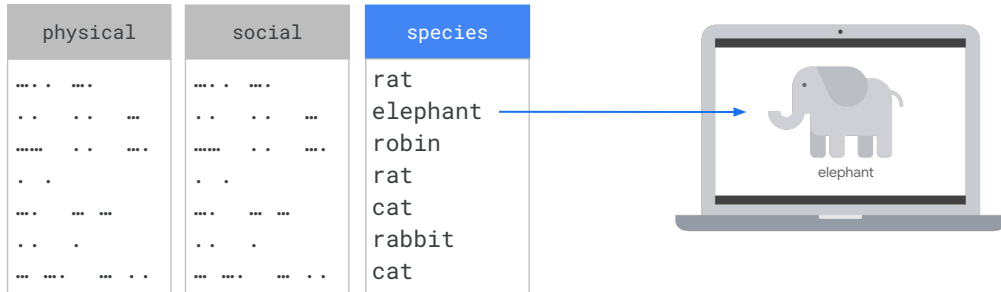 physical social species
….. …. ….. …. rat
.. .. … .. .. … elephant
…… .. …. …… .. …. robin
. . . . rat
…. … … …. … … cat
.. . .. . rabbit
… …. … .. … …. … .. cat
elephant